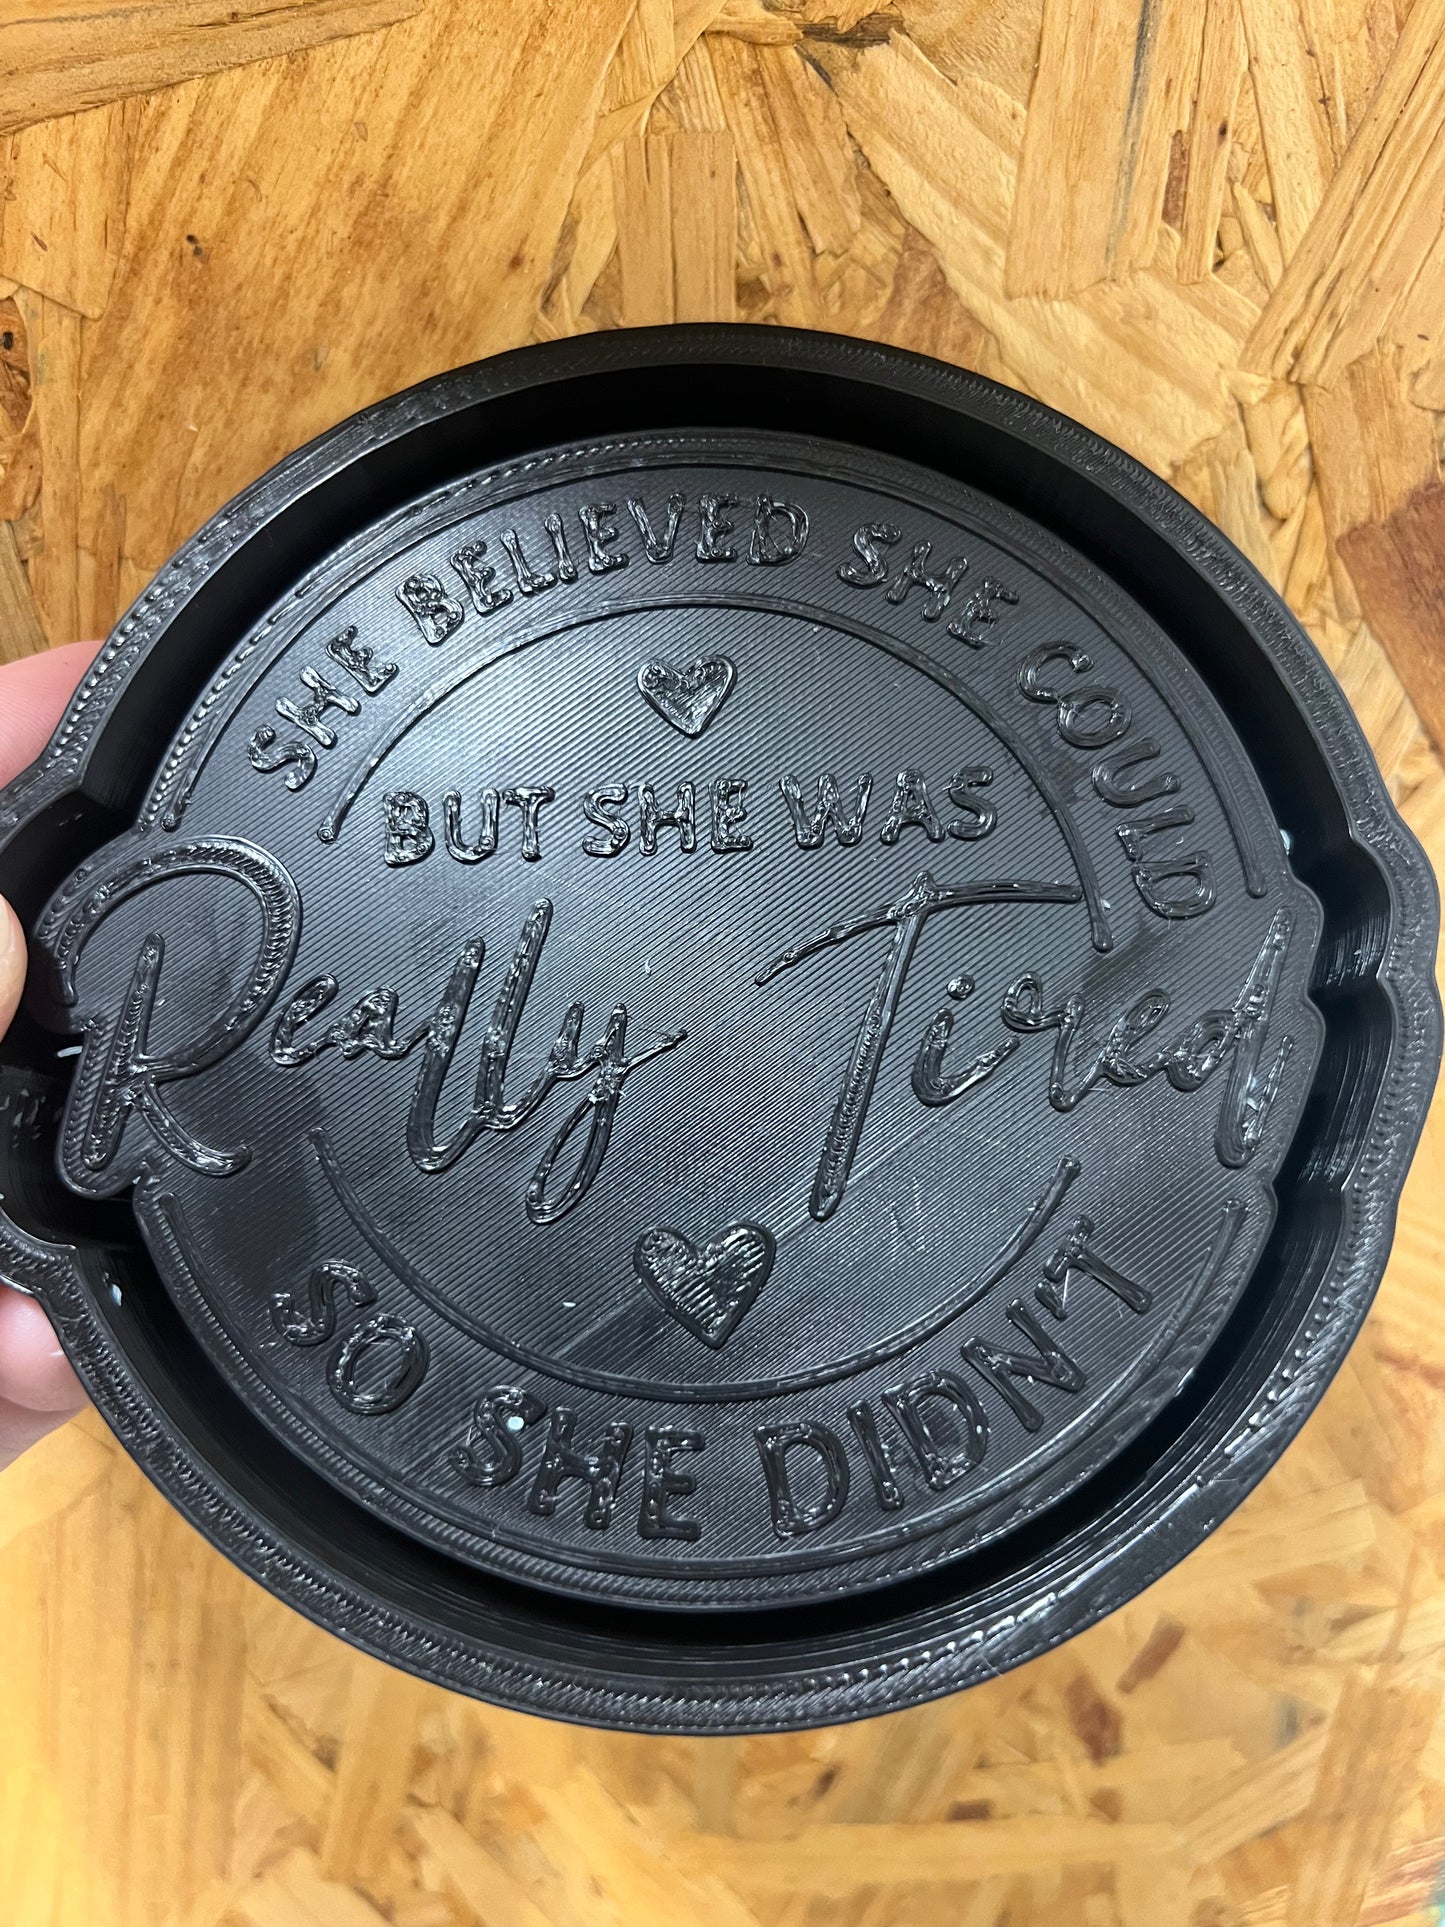 SHE BELIEVED SHE COULD
BUT SHE WAS
Really Tired
SO SHE DIDN'T